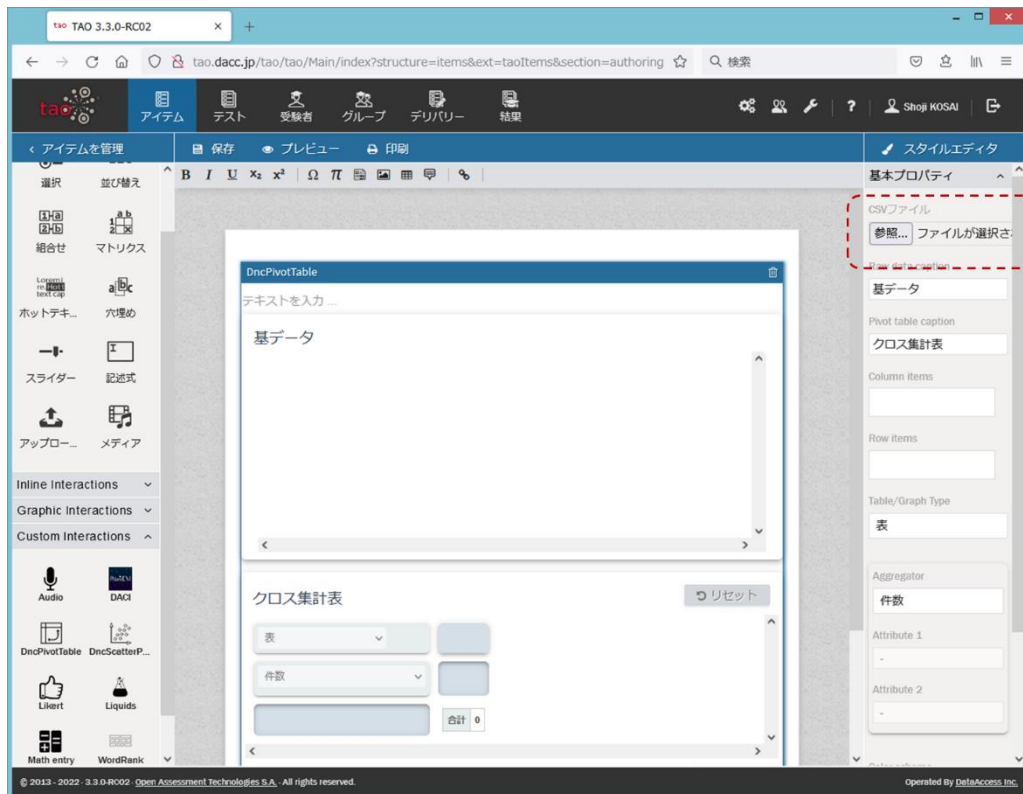 tao TAO 3.3.0-RC02
tao.dacc.jp/tao/tao/Main/index?structure=items&ext=taoItems&section=authoring
検索
tao
アイテム
テスト
受験者
グループ
デリバリー
結果
?
Shoji KOSAI
アイテムを管理
保存
プレビュー
印刷
スタイルエディタ
B I U x₂ x² Ω π
選択
並び替え
組合せ
マトリクス
ホットテキ...
穴埋め
スライダー
記述式
アップロー...
メディア
Inline Interactions
Graphic Interactions
Custom Interactions
Audio
DACI
DncPivotTable
DncScatterP...
Likert
Liquids
Math entry
WordRank
DncPivotTable
テキストを入力 ...
基データ
クロス集計表
リセット
表
件数
合計 0
基本プロパティ
CSVファイル
参照... ファイルが選択さ
Raw data caption
基データ
Pivot table caption
クロス集計表
Column items
Row items
Table/Graph Type
表
Aggregator
件数
Attribute 1
-
Attribute 2
-
© 2013 - 2022 · 3.3.0-RC02 · Open Assessment Technologies S.A. · All rights reserved.
Operated By DataAccess Inc.